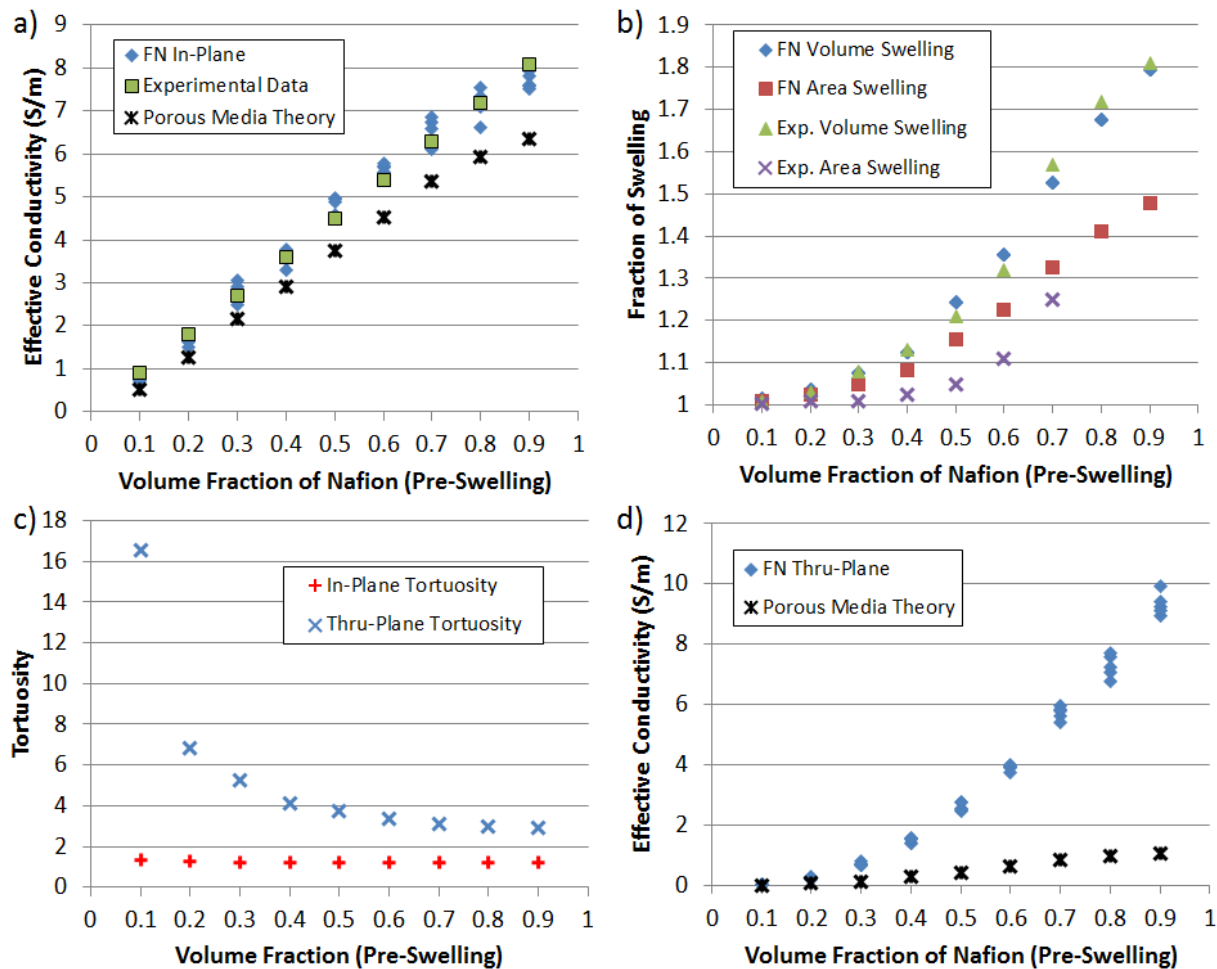 a)
9
8
7
6
5
4
3
2
1
0
Effective Conductivity (S/m)
FN In-Plane
Experimental Data
Porous Media Theory
0 0.1 0.2 0.3 0.4 0.5 0.6 0.7 0.8 0.9 1
Volume Fraction of Nafion (Pre-Swelling)
b)
1.9
1.8
1.7
1.6
1.5
1.4
1.3
1.2
1.1
1
Fraction of Swelling
FN Volume Swelling
FN Area Swelling
Exp. Volume Swelling
Exp. Area Swelling
0 0.1 0.2 0.3 0.4 0.5 0.6 0.7 0.8 0.9 1
Volume Fraction of Nafion (Pre-Swelling)
c)
18
16
14
12
10
8
6
4
2
0
Tortuosity
In-Plane Tortuosity
Thru-Plane Tortuosity
0 0.1 0.2 0.3 0.4 0.5 0.6 0.7 0.8 0.9 1
Volume Fraction (Pre-Swelling)
d)
12
10
8
6
4
2
0
Effective Conductivity (S/m)
FN Thru-Plane
Porous Media Theory
0 0.1 0.2 0.3 0.4 0.5 0.6 0.7 0.8 0.9 1
Volume Fraction of Nafion (Pre-Swelling)